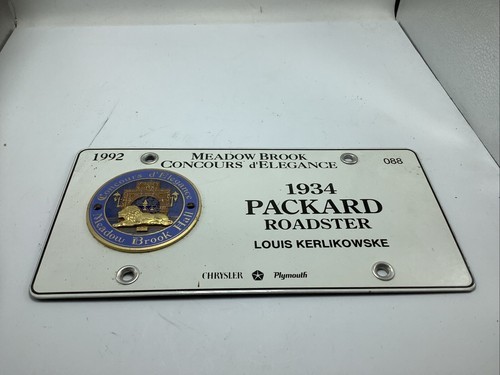 1992
MEADOW BROOK
CONCOURS d'ELEGANCE
088
Concours d'Elegance
Meadow Brook Hall
1934
PACKARD
ROADSTER
LOUIS KERLIKOWSKE
CHRYSLER Plymouth